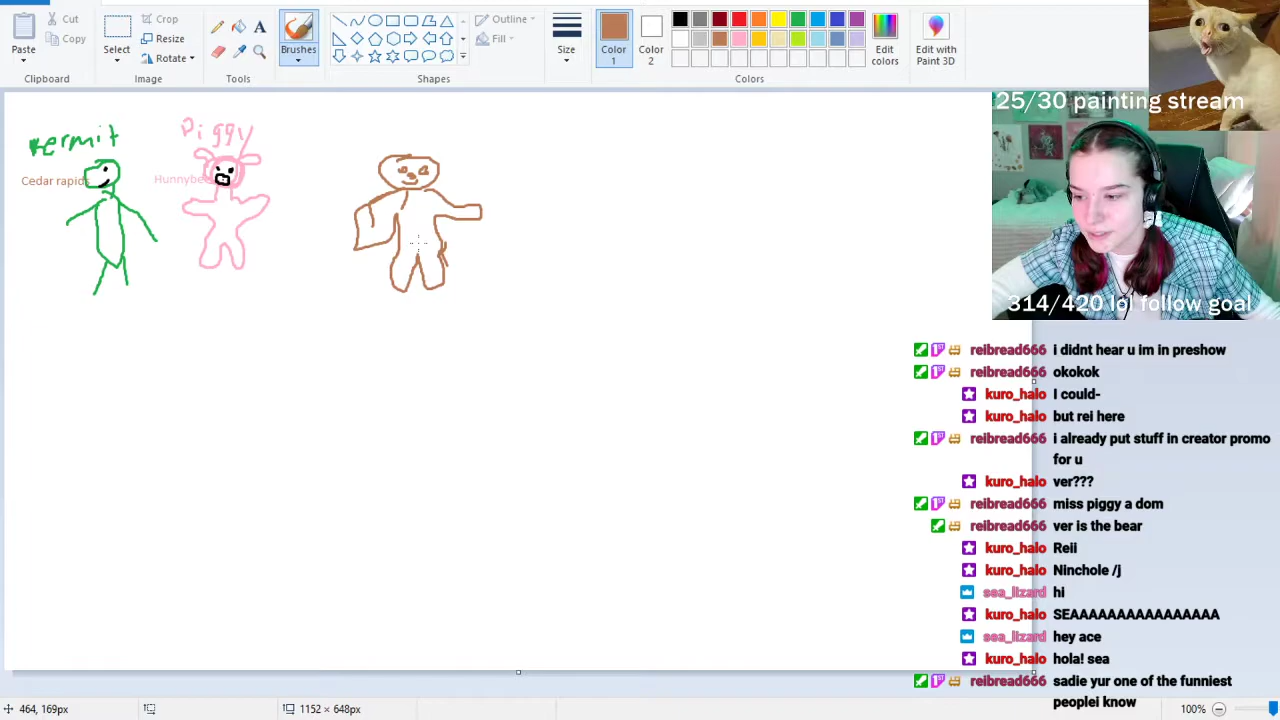 Cut
Copy
Paste
Clipboard
Select
Crop
Resize
Rotate
Image
Tools
Brushes
Shapes
Outline
Fill
Size
Color
1
Color
2
Edit
colors
Edit with
Paint 3D
Colors
25/30 painting stream
Kermit
Piggy
Cedar rapids
314/420 lol follow goal
reibread666 i didnt hear u im in preshow
reibread666 okokok
kuro_halo I could-
kuro_halo but rei here
reibread666 i already put stuff in creator promo
for u
kuro_halo ver???
reibread666 miss piggy a dom
reibread666 ver is the bear
kuro_halo Reii
kuro_halo Ninchole /j
sea_lizard hi
kuro_halo SEAAAAAAAAAAAAAAAA
sea_lizard hey ace
kuro_halo hola! sea
reibread666 sadie yur one of the funniest
peoplei know
464, 169px
1152 × 648px
100%